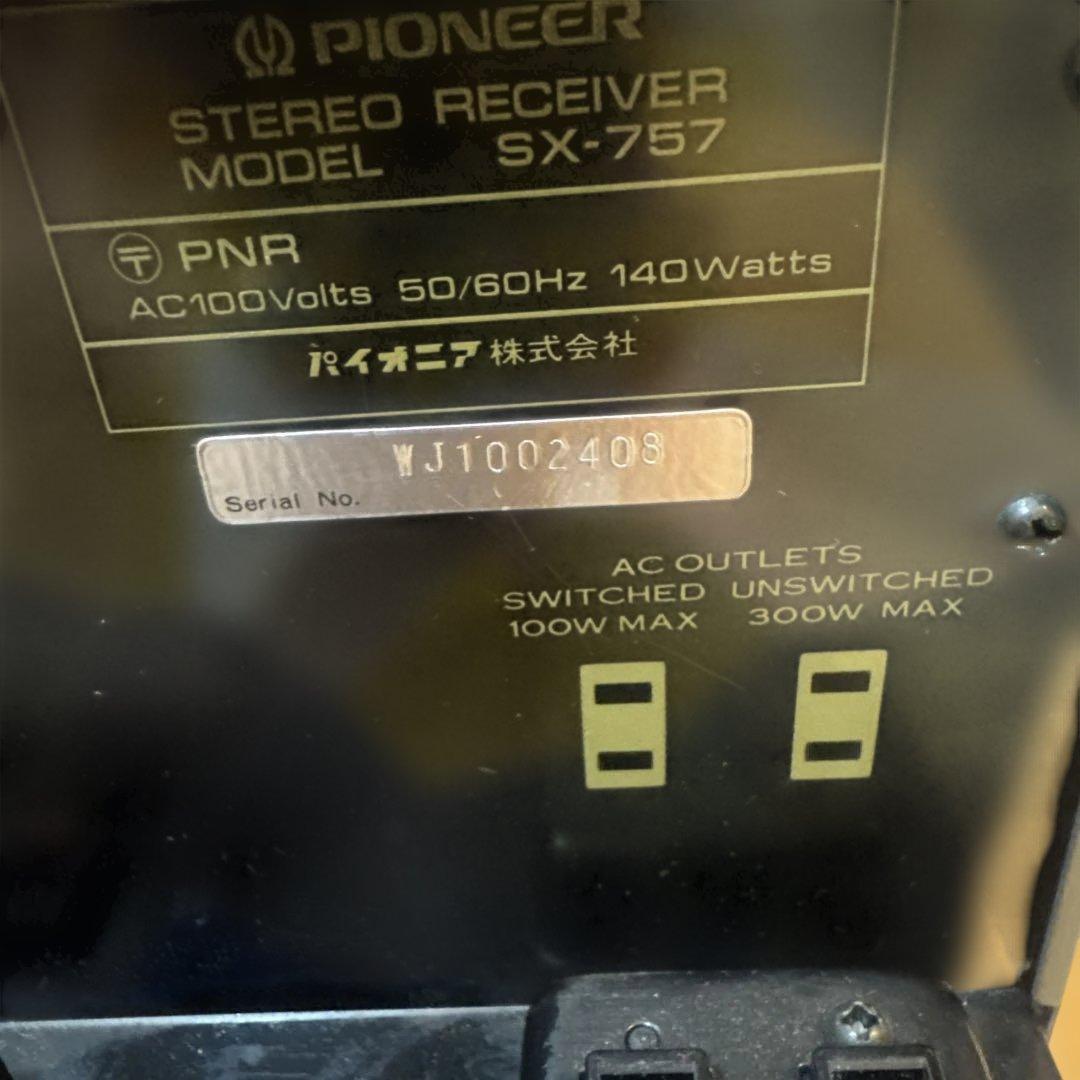 PIONEER
STEREO RECEIVER
MODEL SX-757
〒 PNR
AC100Volts 50/60Hz 140Watts
パイオニア株式会社
WJ1002408
Serial No.
AC OUTLETS
SWITCHED UNSWITCHED
100W MAX 300W MAX